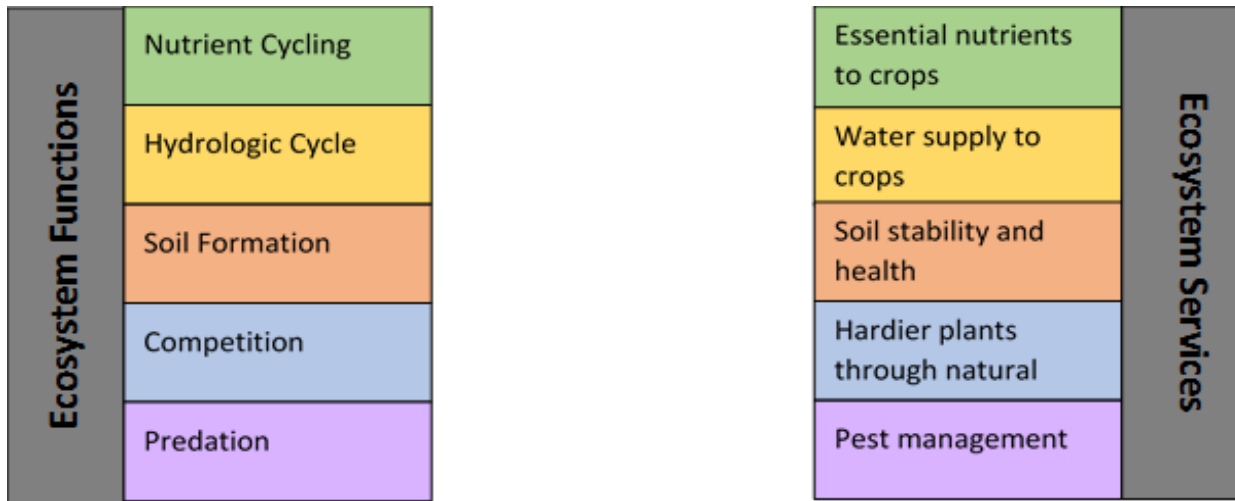 Ecosystem Functions
Nutrient Cycling
Hydrologic Cycle
Soil Formation
Competition
Predation
Essential nutrients
to crops
Water supply to
crops
Soil stability and
health
Hardier plants
through natural
Pest management
Ecosystem Services